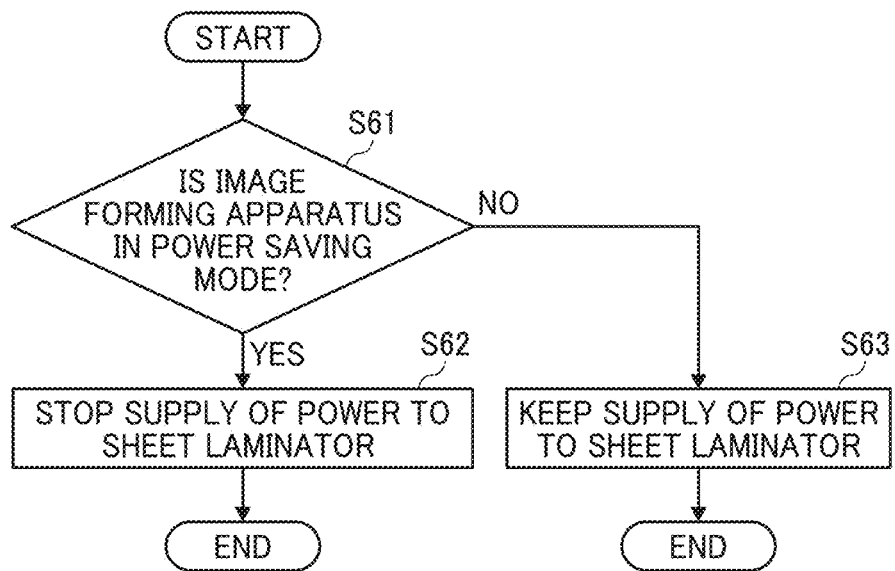 START
S61
IS IMAGE
FORMING APPARATUS
IN POWER SAVING
MODE?
NO
YES
S62
STOP SUPPLY OF POWER TO
SHEET LAMINATOR
S63
KEEP SUPPLY OF POWER
TO SHEET LAMINATOR
END
END